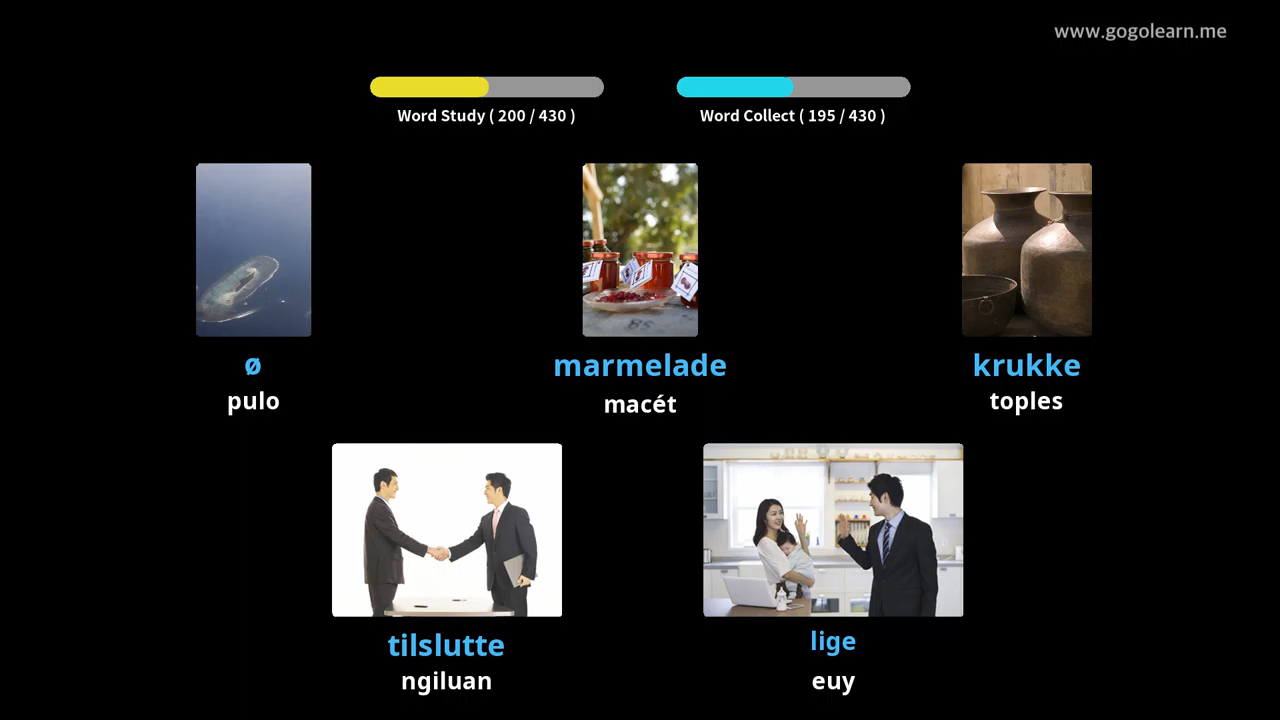 www.gogolearn.me
Word Study ( 200 / 430 )
Word Collect ( 195 / 430 )
ø
pulo
marmelade
macét
krukke
toples
tilslutte
ngiluan
lige
euy